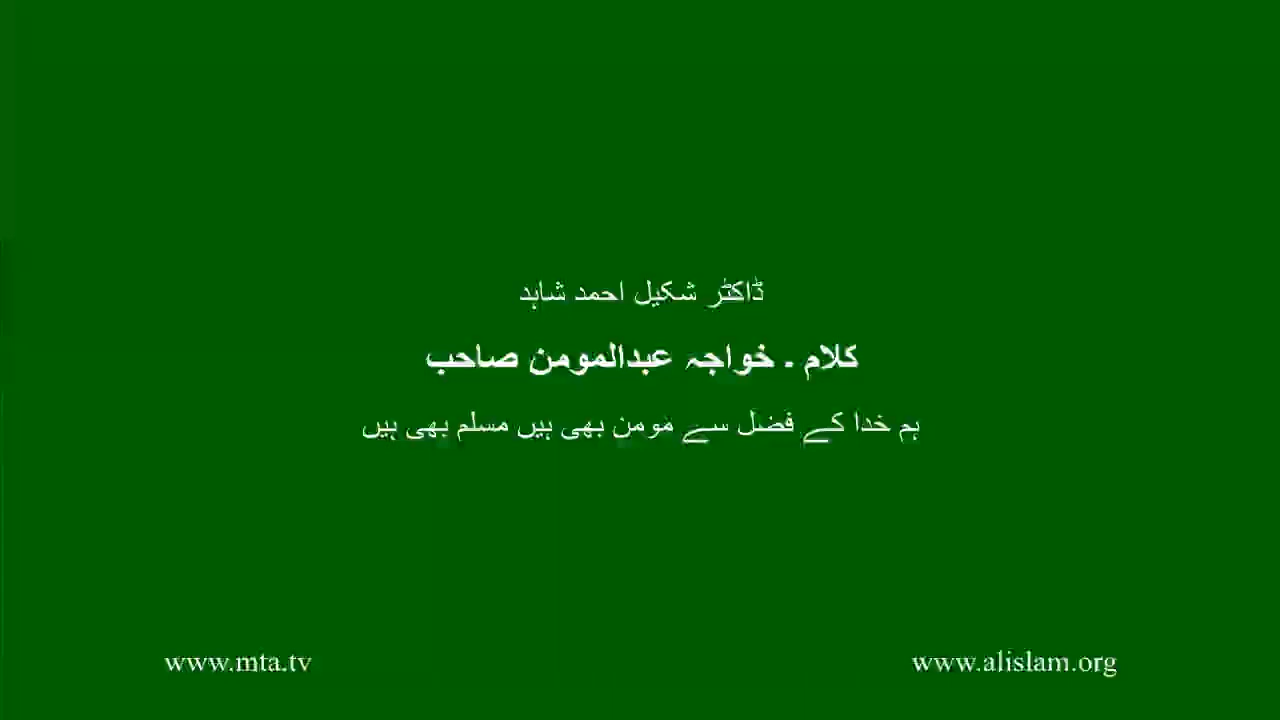 ڈاکٹر شکیل احمد شاہد
کلام ۔ خواجہ عبدالمومن صاحب
ہم خدا کے فضل سے مومن بھی ہیں مسلم بھی ہیں
www.mta.tv
www.alislam.org